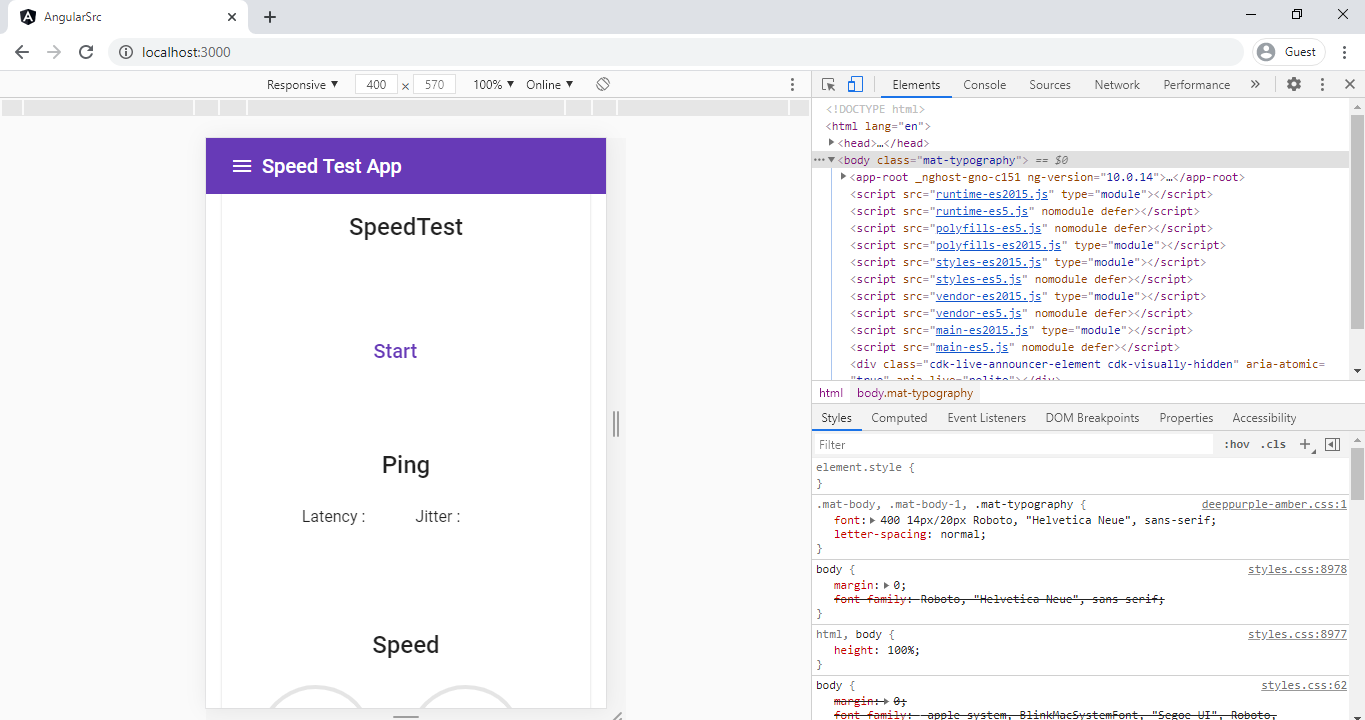 AngularSrc
localhost:3000
Guest
Responsive ▼ 400 × 570 100% ▼ Online ▼
Speed Test App
SpeedTest
Start
Ping
Latency : Jitter :
Speed
Elements Console Sources Network Performance »
<!DOCTYPE html>
<html lang="en">
▶<head>…</head>
…▼<body class="mat-typography"> == $0
▶<app-root _nghost-gno-c151 ng-version="10.0.14">…</app-root>
<script src="runtime-es2015.js" type="module"></script>
<script src="runtime-es5.js" nomodule defer></script>
<script src="polyfills-es5.js" nomodule defer></script>
<script src="polyfills-es2015.js" type="module"></script>
<script src="styles-es2015.js" type="module"></script>
<script src="styles-es5.js" nomodule defer></script>
<script src="vendor-es2015.js" type="module"></script>
<script src="vendor-es5.js" nomodule defer></script>
<script src="main-es2015.js" type="module"></script>
<script src="main-es5.js" nomodule defer></script>
<div class="cdk-live-announcer-element cdk-visually-hidden" aria-atomic=
"true" aria-live="polite"></div>
html body.mat-typography
Styles Computed Event Listeners DOM Breakpoints Properties Accessibility
Filter :hov .cls +
element.style {
}
.mat-body, .mat-body-1, .mat-typography { deeppurple-amber.css:1
font:▶400 14px/20px Roboto, "Helvetica Neue", sans-serif;
letter-spacing: normal;
}
body { styles.css:8978
margin:▶0;
font-family: Roboto, "Helvetica Neue", sans-serif;
}
html, body { styles.css:8977
height: 100%;
}
body { styles.css:62
margin:▶0;
font-family: -apple-system, BlinkMacSystemFont, "Segoe UI", Roboto,